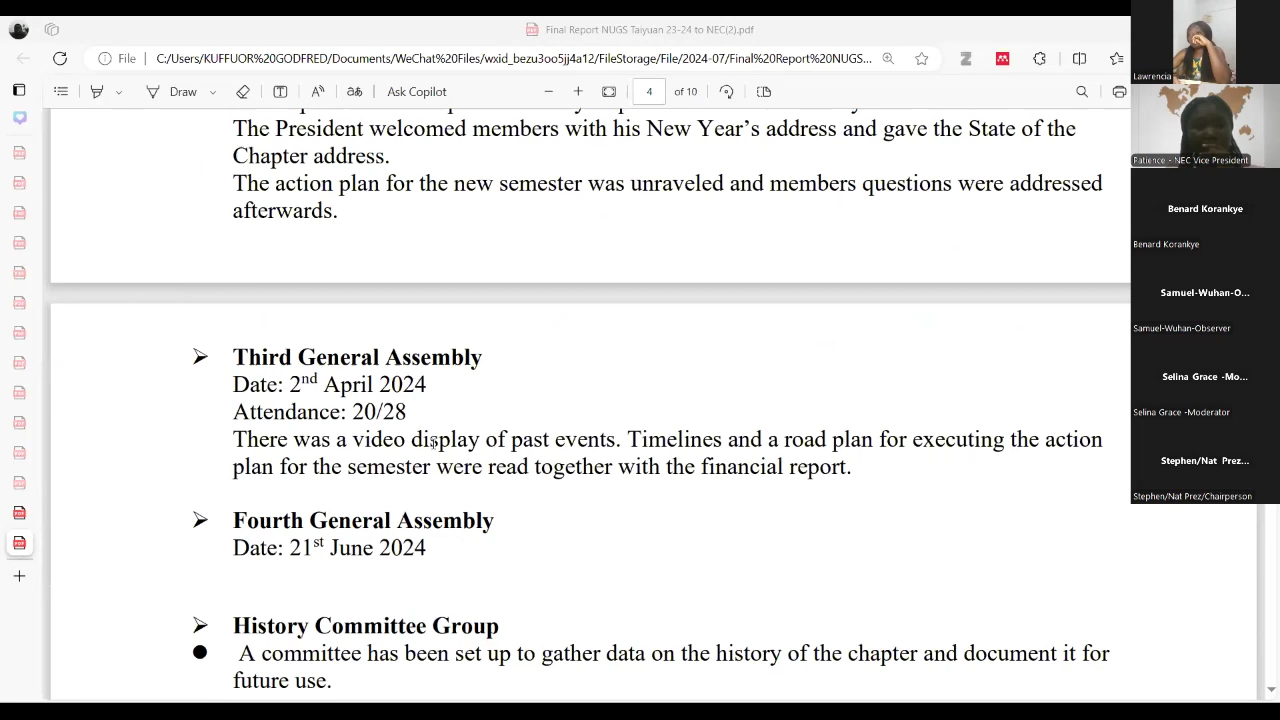 Final Report NUGS Taiyuan 23-24 to NEC(2).pdf
File
C:/Users/KUFFUOR%20GODFRED/Documents/WeChat%20Files/wxid_bezu3oo5jj4a12/FileStorage/File/2024-07/Final%20Report%20NUGS...
Draw
Ask Copilot
4 of 10
The President welcomed members with his New Year’s address and gave the State of the
Chapter address.
The action plan for the new semester was unraveled and members questions were addressed
afterwards.
➢ Third General Assembly
Date: 2nd April 2024
Attendance: 20/28
There was a video display of past events. Timelines and a road plan for executing the action
plan for the semester were read together with the financial report.
➢ Fourth General Assembly
Date: 21st June 2024
➢ History Committee Group
● A committee has been set up to gather data on the history of the chapter and document it for
future use.
Lawrencia
Patience - NEC Vice President
Benard Korankye
Benard Korankye
Samuel-Wuhan-O...
Samuel-Wuhan-Observer
Selina Grace -Mo...
Selina Grace -Moderator
Stephen/Nat Prez...
Stephen/Nat Prez/Chairperson